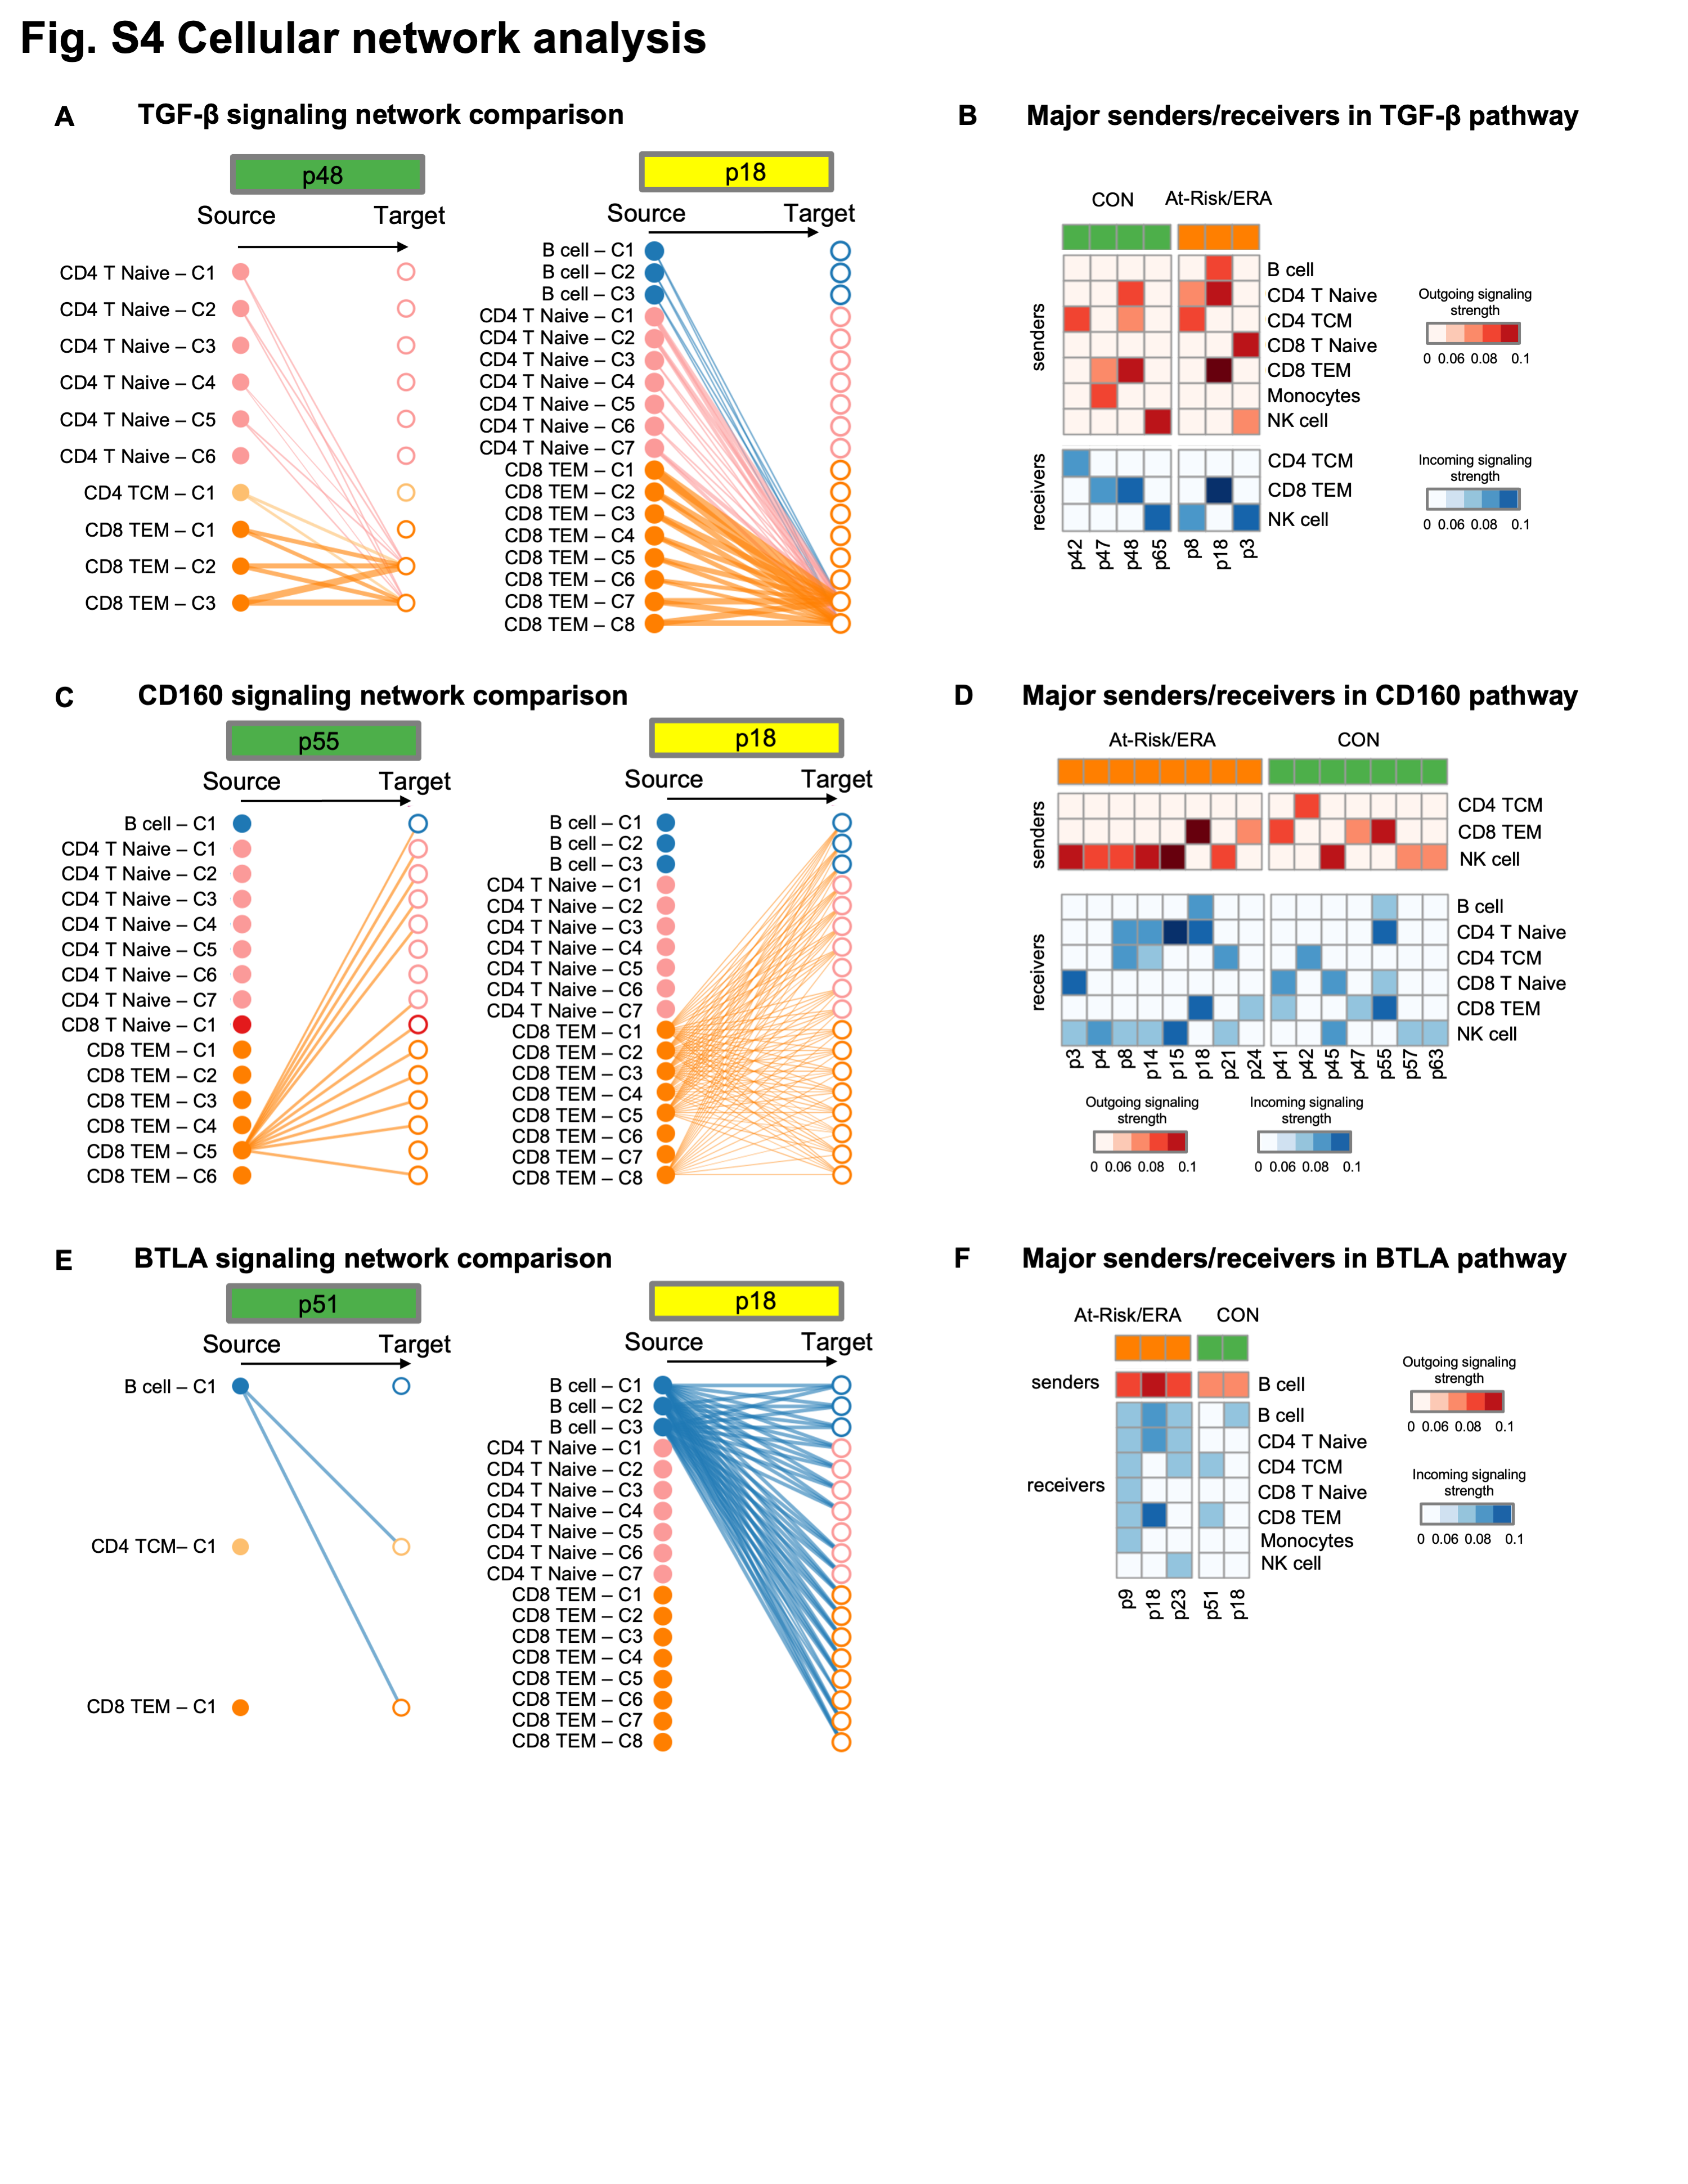 Fig. S4 Cellular network analysis
A
TGF-β signaling network comparison
p48
Source
Target
CD4 T Naive – C1
CD4 T Naive – C2
CD4 T Naive – C3
CD4 T Naive – C4
CD4 T Naive – C5
CD4 T Naive – C6
CD4 TCM – C1
CD8 TEM – C1
CD8 TEM – C2
CD8 TEM – C3
p18
Source
Target
B cell – C1
B cell – C2
B cell – C3
CD4 T Naive – C1
CD4 T Naive – C2
CD4 T Naive – C3
CD4 T Naive – C4
CD4 T Naive – C5
CD4 T Naive – C6
CD4 T Naive – C7
CD8 TEM – C1
CD8 TEM – C2
CD8 TEM – C3
CD8 TEM – C4
CD8 TEM – C5
CD8 TEM – C6
CD8 TEM – C7
CD8 TEM – C8
B
Major senders/receivers in TGF-β pathway
CON
At-Risk/ERA
senders
B cell
CD4 T Naive
CD4 TCM
CD8 T Naive
CD8 TEM
Monocytes
NK cell
receivers
CD4 TCM
CD8 TEM
NK cell
p42
p47
p48
p65
p8
p18
p3
Outgoing signaling
strength
0 0.06 0.08 0.1
Incoming signaling
strength
0 0.06 0.08 0.1
C
CD160 signaling network comparison
p55
Source
Target
B cell – C1
CD4 T Naive – C1
CD4 T Naive – C2
CD4 T Naive – C3
CD4 T Naive – C4
CD4 T Naive – C5
CD4 T Naive – C6
CD4 T Naive – C7
CD8 T Naive – C1
CD8 TEM – C1
CD8 TEM – C2
CD8 TEM – C3
CD8 TEM – C4
CD8 TEM – C5
CD8 TEM – C6
p18
Source
Target
B cell – C1
B cell – C2
B cell – C3
CD4 T Naive – C1
CD4 T Naive – C2
CD4 T Naive – C3
CD4 T Naive – C4
CD4 T Naive – C5
CD4 T Naive – C6
CD4 T Naive – C7
CD8 TEM – C1
CD8 TEM – C2
CD8 TEM – C3
CD8 TEM – C4
CD8 TEM – C5
CD8 TEM – C6
CD8 TEM – C7
CD8 TEM – C8
D
Major senders/receivers in CD160 pathway
At-Risk/ERA
CON
senders
CD4 TCM
CD8 TEM
NK cell
receivers
B cell
CD4 T Naive
CD4 TCM
CD8 T Naive
CD8 TEM
NK cell
p3
p4
p8
p14
p15
p18
p21
p24
p41
p42
p45
p47
p55
p57
p63
Outgoing signaling
strength
0 0.06 0.08 0.1
Incoming signaling
strength
0 0.06 0.08 0.1
E
BTLA signaling network comparison
p51
Source
Target
B cell – C1
CD4 TCM– C1
CD8 TEM – C1
p18
Source
Target
B cell – C1
B cell – C2
B cell – C3
CD4 T Naive – C1
CD4 T Naive – C2
CD4 T Naive – C3
CD4 T Naive – C4
CD4 T Naive – C5
CD4 T Naive – C6
CD4 T Naive – C7
CD8 TEM – C1
CD8 TEM – C2
CD8 TEM – C3
CD8 TEM – C4
CD8 TEM – C5
CD8 TEM – C6
CD8 TEM – C7
CD8 TEM – C8
F
Major senders/receivers in BTLA pathway
At-Risk/ERA
CON
senders
B cell
receivers
B cell
CD4 T Naive
CD4 TCM
CD8 T Naive
CD8 TEM
Monocytes
NK cell
p9
p18
p23
p51
p18
Outgoing signaling
strength
0 0.06 0.08 0.1
Incoming signaling
strength
0 0.06 0.08 0.1